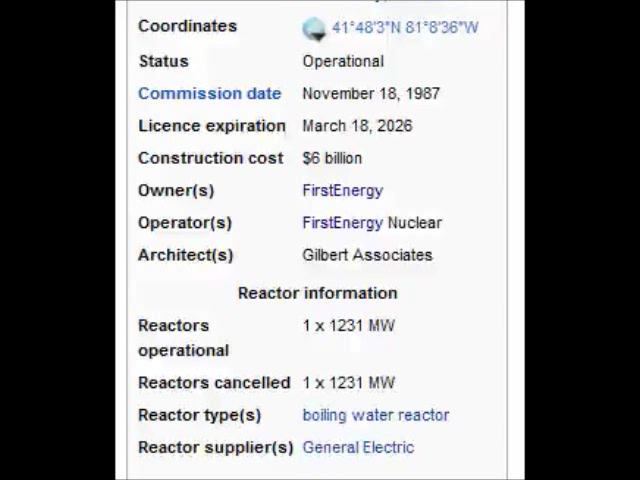 Coordinates 41°48′3″N 81°8′36″W
Status Operational
Commission date November 18, 1987
Licence expiration March 18, 2026
Construction cost $6 billion
Owner(s) FirstEnergy
Operator(s) FirstEnergy Nuclear
Architect(s) Gilbert Associates
Reactor information
Reactors 1 x 1231 MW
operational
Reactors cancelled 1 x 1231 MW
Reactor type(s) boiling water reactor
Reactor supplier(s) General Electric